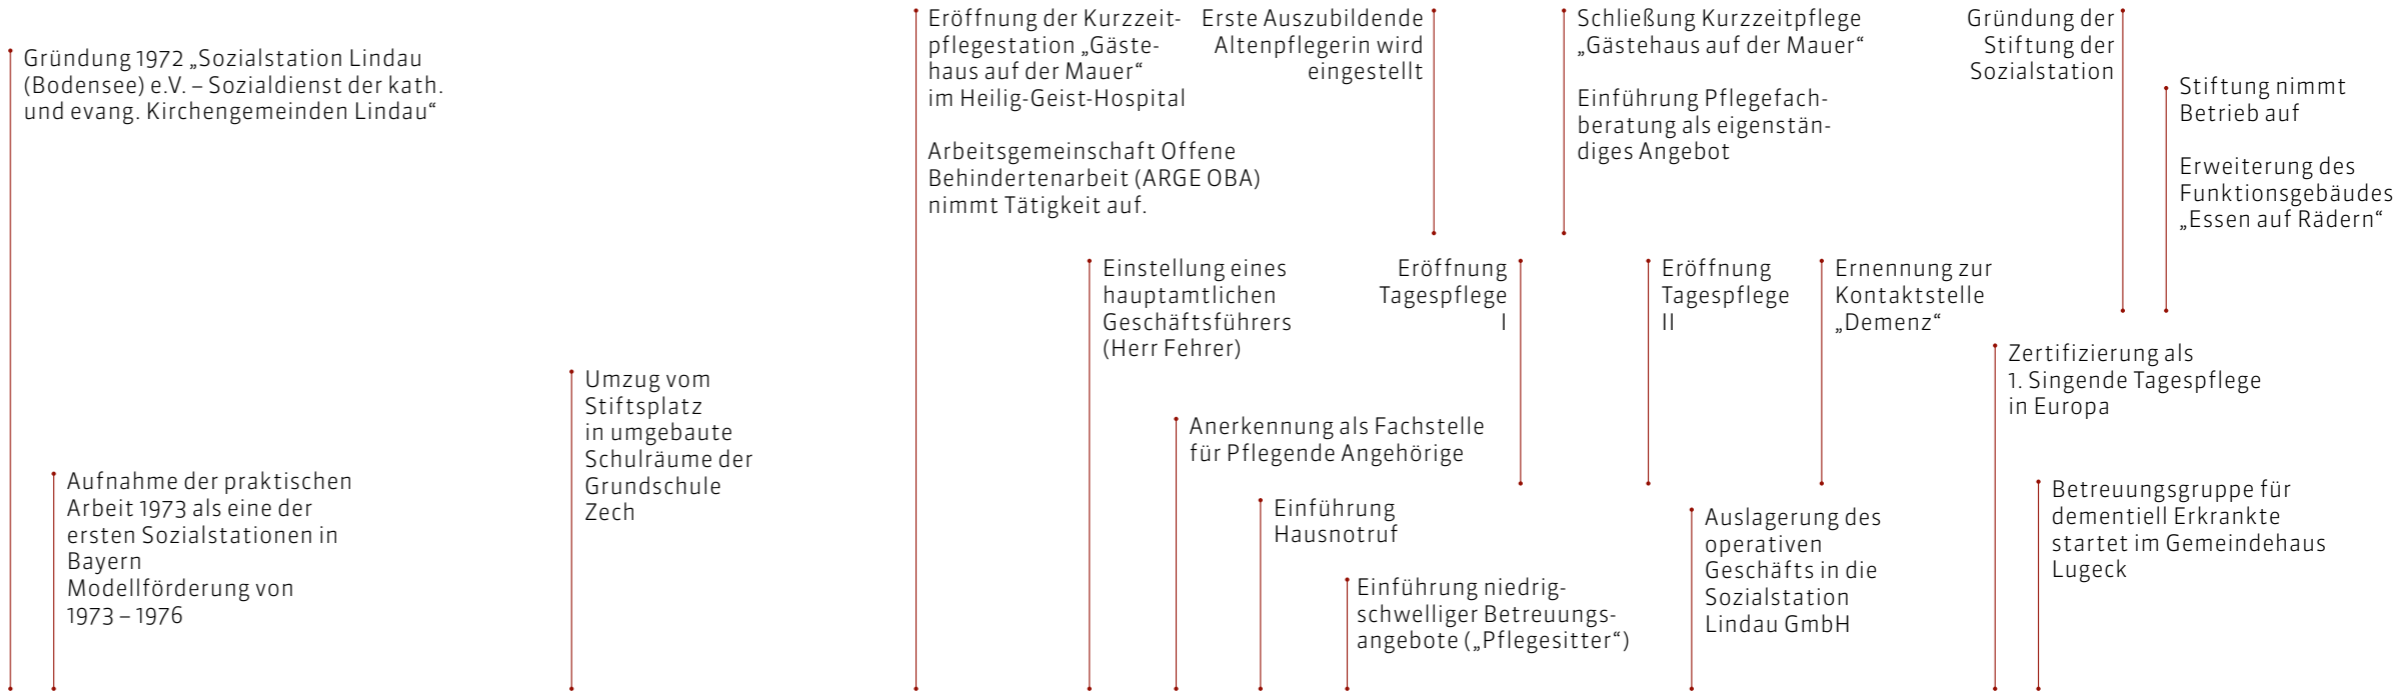 Gründung 1972 „Sozialstation Lindau
(Bodensee) e.V. – Sozialdienst der kath.
und evang. Kirchengemeinden Lindau“
Aufnahme der praktischen
Arbeit 1973 als eine der
ersten Sozialstationen in
Bayern
Modellförderung von
1973 – 1976
Umzug vom
Stiftsplatz
in umgebaute
Schulräume der
Grundschule
Zech
Eröffnung der Kurzzeit-
pflegestation „Gäste-
haus auf der Mauer“
im Heilig-Geist-Hospital
Arbeitsgemeinschaft Offene
Behindertenarbeit (ARGE OBA)
nimmt Tätigkeit auf.
Einstellung eines
hauptamtlichen
Geschäftsführers
(Herr Fehrer)
Anerkennung als Fachstelle
für Pflegende Angehörige
Einführung
Hausnotruf
Einführung niedrig-
schwelliger Betreuungs-
angebote („Pflegesitter“)
Erste Auszubildende
Altenpflegerin wird
eingestellt
Eröffnung
Tagespflege
I
Schließung Kurzzeitpflege
„Gästehaus auf der Mauer“
Einführung Pflegefach-
beratung als eigenstän-
diges Angebot
Eröffnung
Tagespflege
II
Auslagerung des
operativen
Geschäfts in die
Sozialstation
Lindau GmbH
Ernennung zur
Kontaktstelle
„Demenz“
Zertifizierung als
1. Singende Tagespflege
in Europa
Betreuungsgruppe für
dementiell Erkrankte
startet im Gemeindehaus
Lugeck
Gründung der
Stiftung der
Sozialstation
Stiftung nimmt
Betrieb auf
Erweiterung des
Funktionsgebäudes
„Essen auf Rädern“